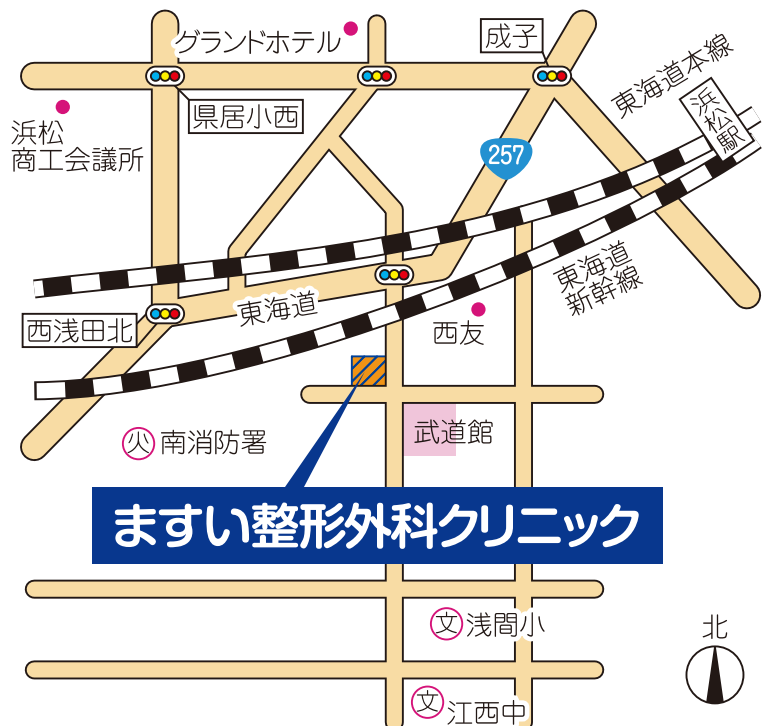 グランドホテル
成子
東海道本線
浜松駅
県居小西
浜松
商工会議所
257
東海道
新幹線
東海道
西友
西浅田北
火 南消防署
武道館
ますい整形外科クリニック
文 浅間小
北
文 江西中